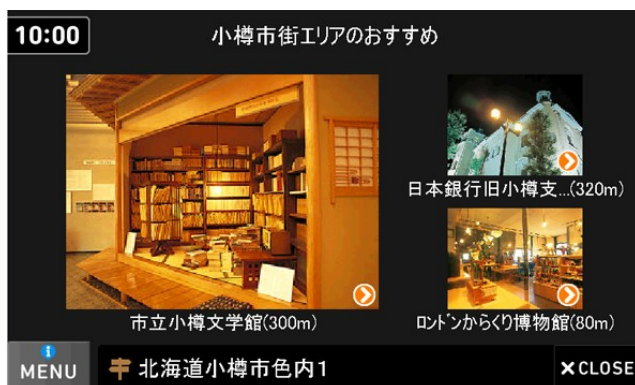 10:00
小樽市街エリアのおすすめ
市立小樽文学館(300m)
日本銀行旧小樽支...(320m)
ロンドンからくり博物館(80m)
MENU
北海道小樽市色内1
×CLOSE